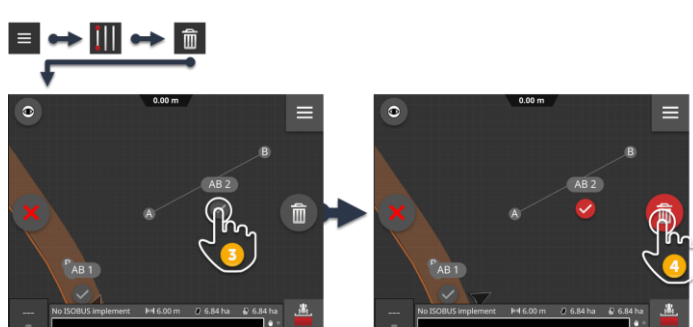 0.00 m
B
AB 2
A
3
B
AB 1
No ISOBUS implement 6.00 m 6.84 ha 6.84 ha
---
0.00 m
B
AB 2
A
4
B
AB 1
No ISOBUS implement 6.00 m 6.84 ha 6.84 ha
---